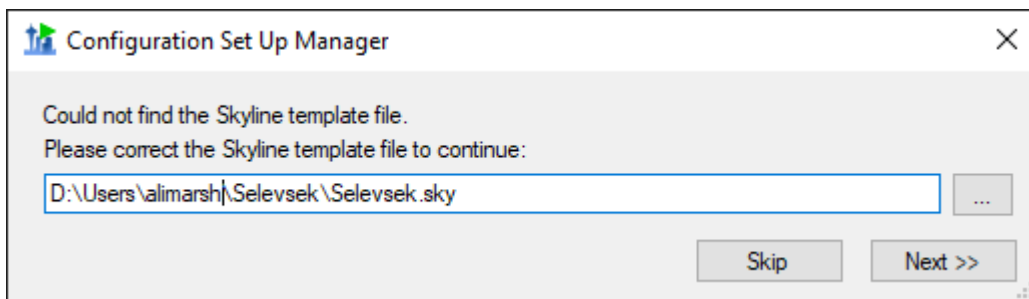 Configuration Set Up Manager
Could not find the Skyline template file.
Please correct the Skyline template file to continue:
D:\Users\alimarsh\Selevsek\Selevsek.sky
...
Skip
Next >>